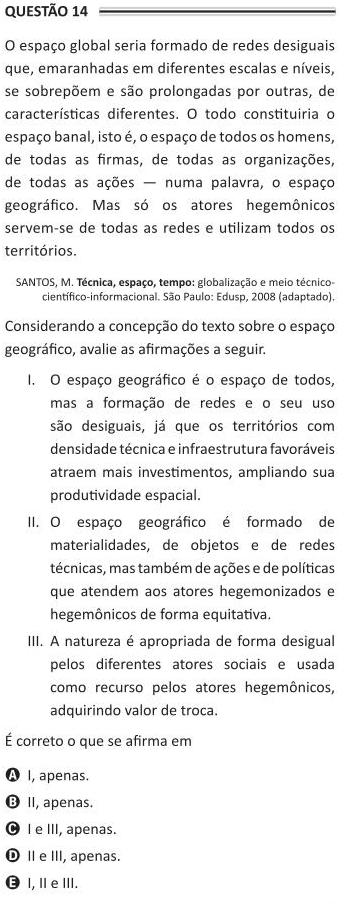 QUESTÃO 14
O espaço global seria formado de redes desiguais
que, emaranhadas em diferentes escalas e níveis,
se sobrepõem e são prolongadas por outras, de
características diferentes. O todo constituiria o
espaço banal, isto é, o espaço de todos os homens,
de todas as firmas, de todas as organizações,
de todas as ações — numa palavra, o espaço
geográfico. Mas só os atores hegemônicos
servem-se de todas as redes e utilizam todos os
territórios.
SANTOS, M. Técnica, espaço, tempo: globalização e meio técnico-
científico-informacional. São Paulo: Edusp, 2008 (adaptado).
Considerando a concepção do texto sobre o espaço
geográfico, avalie as afirmações a seguir.
I. O espaço geográfico é o espaço de todos,
mas a formação de redes e o seu uso
são desiguais, já que os territórios com
densidade técnica e infraestrutura favoráveis
atraem mais investimentos, ampliando sua
produtividade espacial.
II. O espaço geográfico é formado de
materialidades, de objetos e de redes
técnicas, mas também de ações e de políticas
que atendem aos atores hegemonizados e
hegemônicos de forma equitativa.
III. A natureza é apropriada de forma desigual
pelos diferentes atores sociais e usada
como recurso pelos atores hegemônicos,
adquirindo valor de troca.
É correto o que se afirma em
A I, apenas.
B II, apenas.
C I e III, apenas.
D II e III, apenas.
E I, II e III.